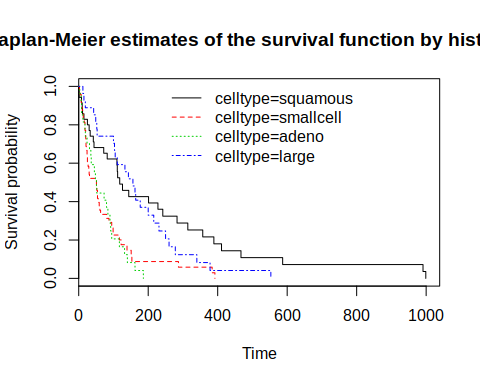 aplan-Meier estimates of the survival function by hist
celltype=squamous
celltype=smallcell
celltype=adeno
celltype=large
Survival probability
0.0 0.2 0.4 0.6 0.8 1.0
0 200 400 600 800 1000
Time